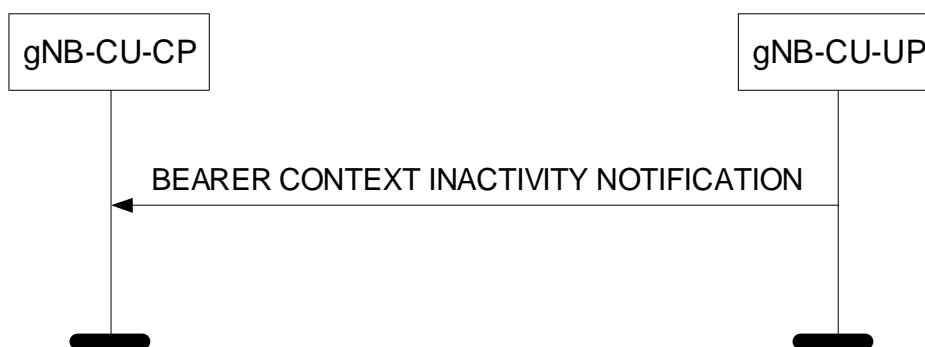 gNB-CU-CP
gNB-CU-UP
BEARER CONTEXT INACTIVITY NOTIFICATION